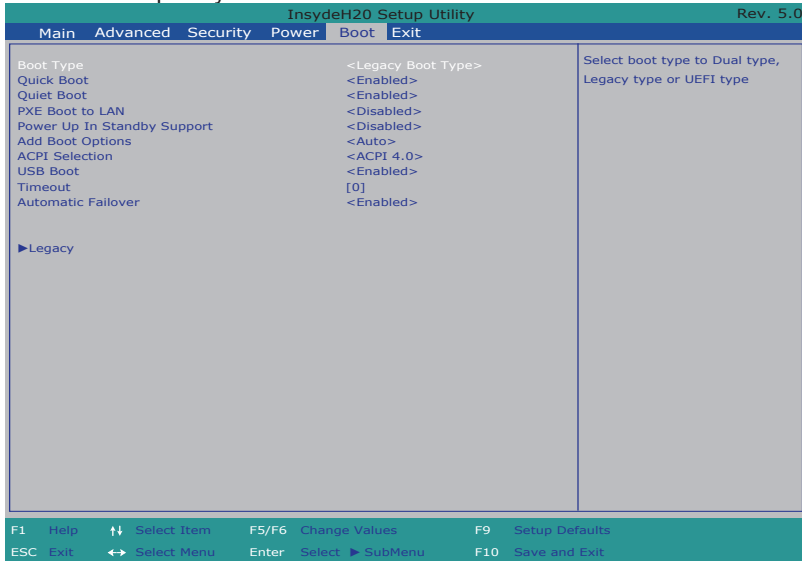 InsydeH20 Setup Utility Rev. 5.0
Main Advanced Security Power Boot Exit
Boot Type <Legacy Boot Type>
Quick Boot <Enabled>
Quiet Boot <Enabled>
PXE Boot to LAN <Disabled>
Power Up In Standby Support <Disabled>
Add Boot Options <Auto>
ACPI Selection <ACPI 4.0>
USB Boot <Enabled>
Timeout [0]
Automatic Failover <Enabled>
►Legacy
Select boot type to Dual type,
Legacy type or UEFI type
F1 Help ↑↓ Select Item F5/F6 Change Values F9 Setup Defaults
ESC Exit ↔ Select Menu Enter Select ► SubMenu F10 Save and Exit